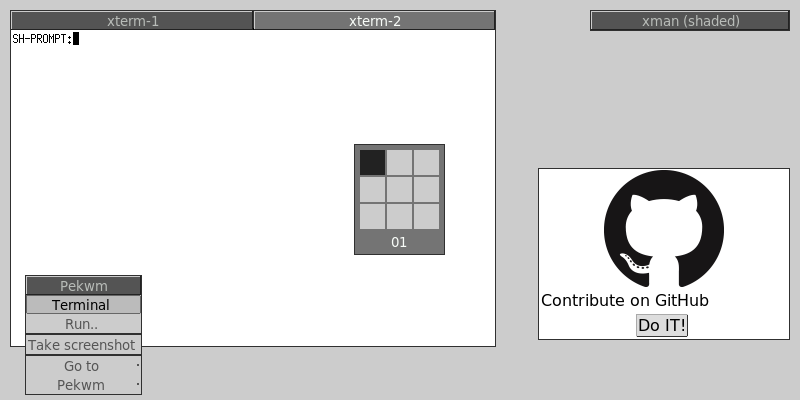 xterm-1
xterm-2
xman (shaded)
SH-PROMPT:
01
Contribute on GitHub
Do IT!
Pekwm
Terminal
Run..
Take screenshot
Go to
Pekwm